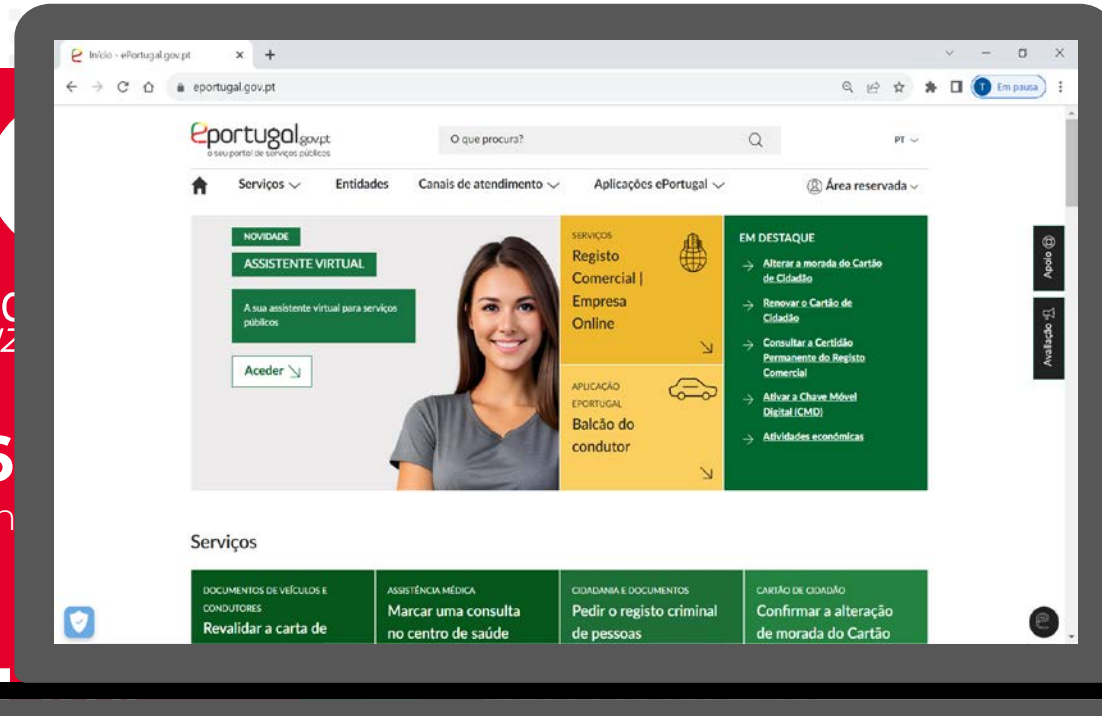 Início - ePortugal.gov.pt
eportugal.gov.pt
Em pausa
eportugal.gov.pt
o seu portal de serviços públicos
O que procura?
PT
Serviços
Entidades
Canais de atendimento
Aplicações ePortugal
Área reservada
NOVIDADE
ASSISTENTE VIRTUAL
A sua assistente virtual para serviços
públicos
Aceder
SERVIÇOS
Registo
Comercial |
Empresa
Online
APLICAÇÃO
EPORTUGAL
Balcão do
condutor
EM DESTAQUE
Alterar a morada do Cartão
de Cidadão
Renovar o Cartão de
Cidadão
Consultar a Certidão
Permanente do Registo
Comercial
Ativar a Chave Móvel
Digital (CMD)
Atividades económicas
Apoio
Avaliação
Serviços
DOCUMENTOS DE VEÍCULOS E
CONDUTORES
Revalidar a carta de
ASSISTÊNCIA MÉDICA
Marcar uma consulta
no centro de saúde
CIDADANIA E DOCUMENTOS
Pedir o registo criminal
de pessoas
CARTÃO DE CIDADÃO
Confirmar a alteração
de morada do Cartão